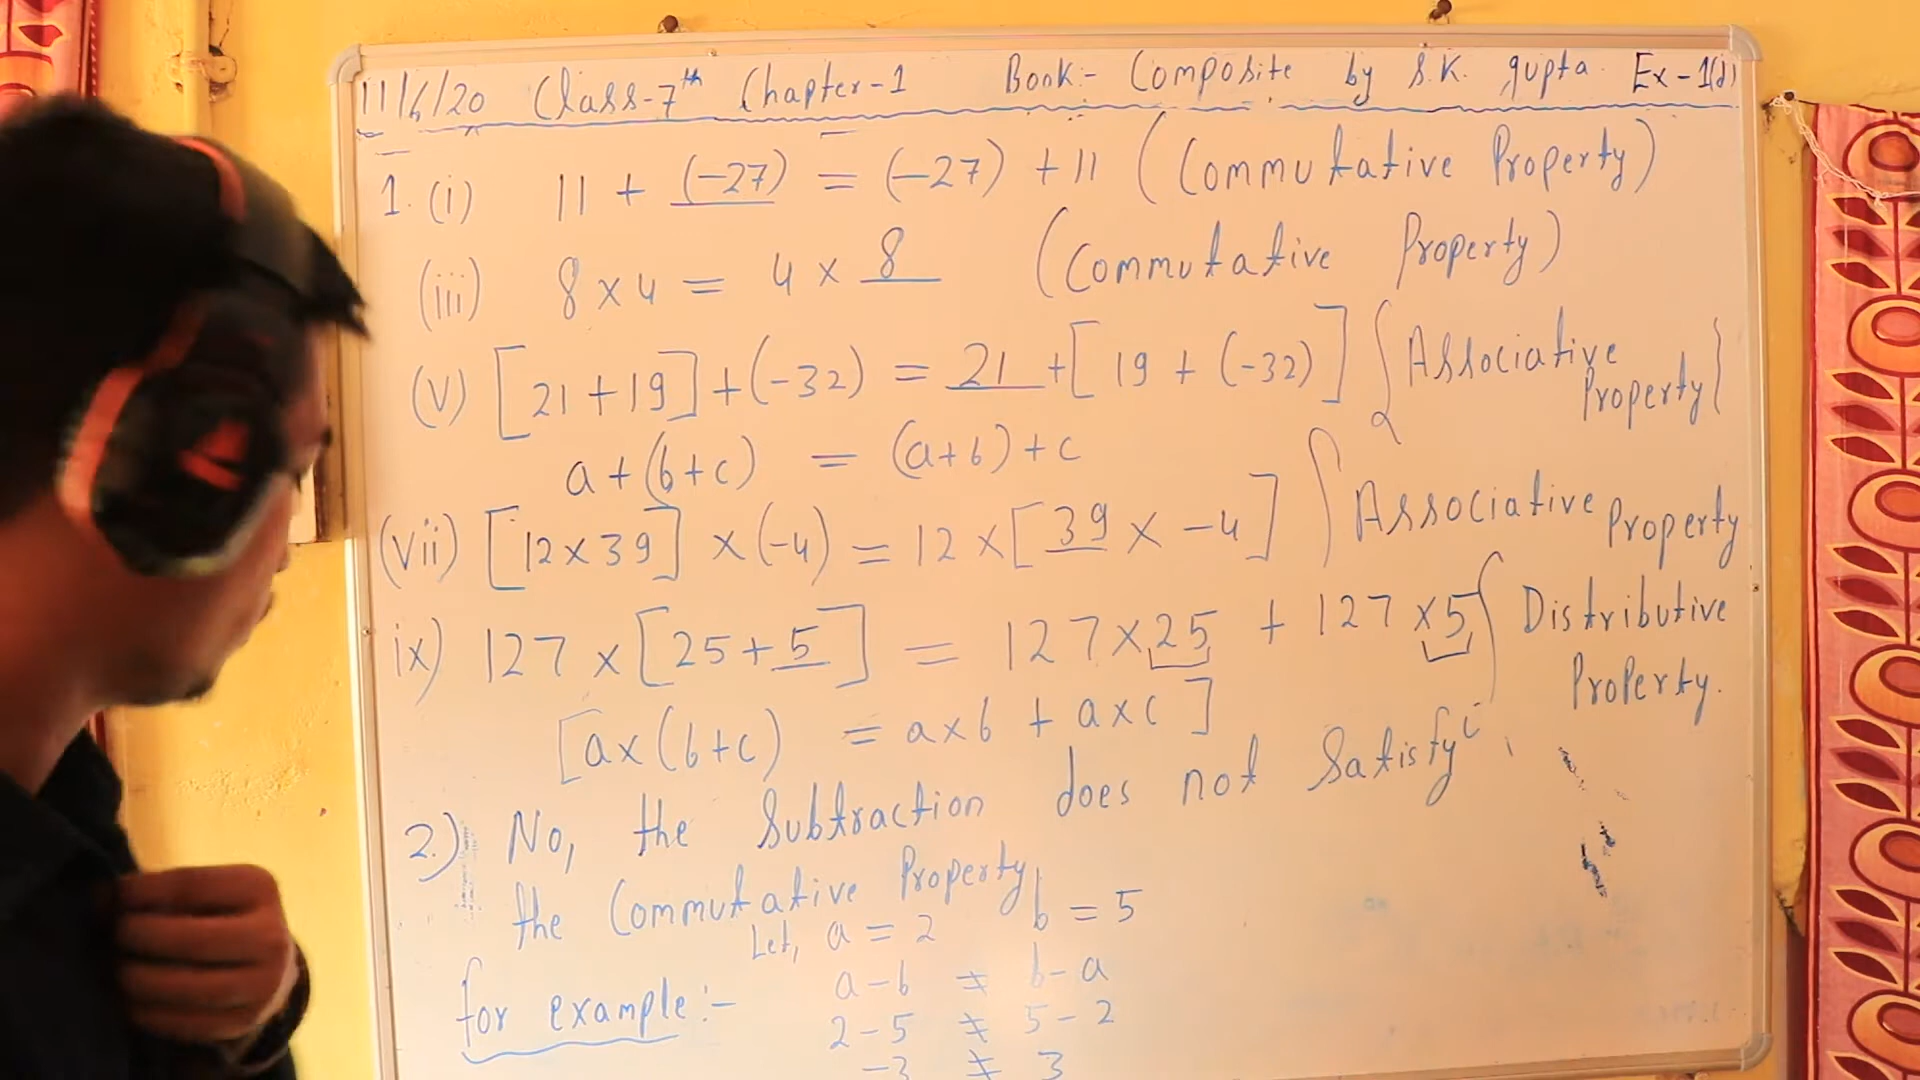 11/6/20 Class-7th Chapter-1 Book:- Composite by S.K. gupta. Ex-1(d)
1. (i) 11 + (-27) = (-27) + 11 (Commutative Property)
(iii) 8 × 4 = 4 × 8 (Commutative Property)
(v) [21 + 19] + (-32) = 21 + [19 + (-32)] {Associative Property}
a + (b + c) = (a + b) + c
(vii) [12 × 39] × (-4) = 12 × [39 × -4] { Associative Property
ix) 127 × [25 + 5] = 127 × 25 + 127 × 5 { Distributive Property.
[a × (b + c) = a × b + a × c]
2.) No, the Subtraction does not Satisfy
the Commutative Property
Let, a = 2 b = 5
for example:- a - b ≠ b - a
2 - 5 ≠ 5 - 2
-3 ≠ 3